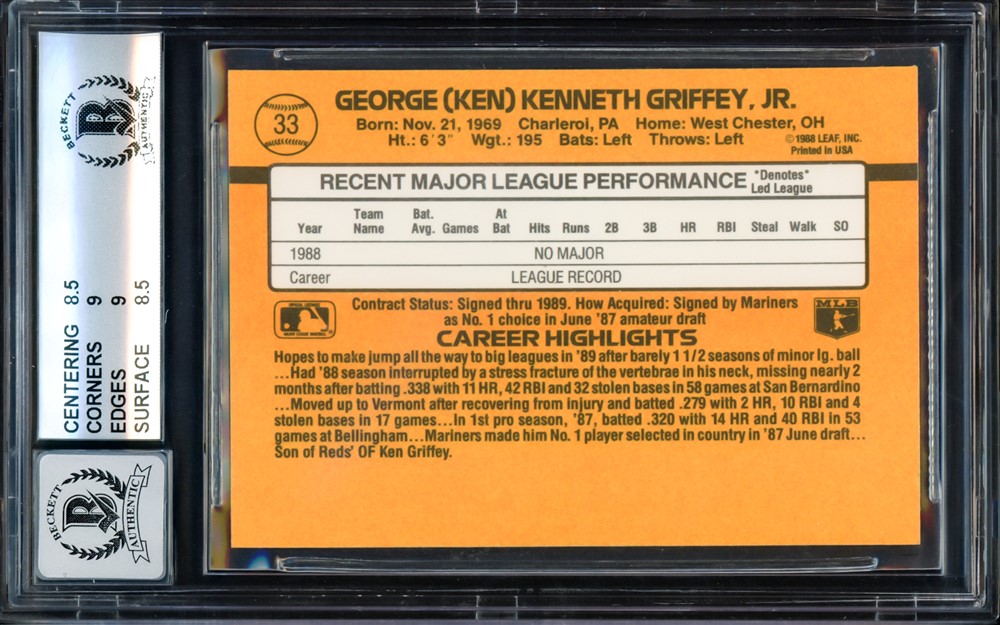 33
GEORGE (KEN) KENNETH GRIFFEY, JR.
Born: Nov. 21, 1969 Charleroi, PA Home: West Chester, OH
Ht.: 6'3" Wgt.: 195 Bats: Left Throws: Left
©1988 LEAF, INC.
Printed in USA
RECENT MAJOR LEAGUE PERFORMANCE
*Denotes*
Led League
Year Team Name Bat. Avg. Games At Bat Hits Runs 2B 3B HR RBI Steal Walk SO
1988 NO MAJOR
Career LEAGUE RECORD
Contract Status: Signed thru 1989. How Acquired: Signed by Mariners
as No. 1 choice in June '87 amateur draft
MLB
CAREER HIGHLIGHTS
Hopes to make jump all the way to big leagues in '89 after barely 1 1/2 seasons of minor lg. ball
...Had '88 season interrupted by a stress fracture of the vertebrae in his neck, missing nearly 2
months after batting .338 with 11 HR, 42 RBI and 32 stolen bases in 58 games at San Bernardino
...Moved up to Vermont after recovering from injury and batted .279 with 2 HR, 10 RBI and 4
stolen bases in 17 games...In 1st pro season, '87, batted .320 with 14 HR and 40 RBI in 53
games at Bellingham...Mariners made him No. 1 player selected in country in '87 June draft...
Son of Reds' OF Ken Griffey.
BECKETT
B
AUTHENTIC
CENTERING 8.5
CORNERS 9
EDGES 9
SURFACE 8.5
BECKETT
B
AUTHENTIC